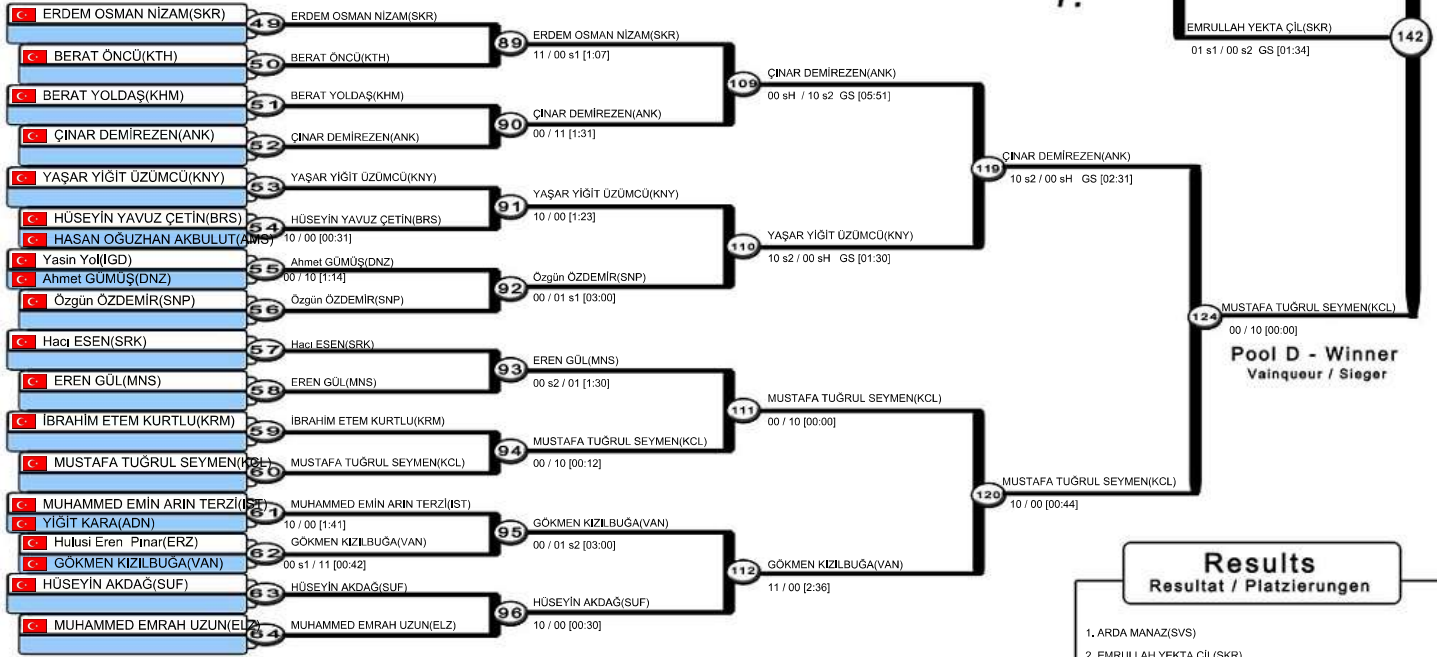 ERDEM OSMAN NİZAM(SKR)
49
ERDEM OSMAN NİZAM(SKR)
89
ERDEM OSMAN NİZAM(SKR)
11 / 00 s1 [1:07]
BERAT ÖNCÜ(KTH)
50
BERAT ÖNCÜ(KTH)
109
ÇINAR DEMİREZEN(ANK)
00 sH / 10 s2 GS [05:51]
BERAT YOLDAŞ(KHM)
51
BERAT YOLDAŞ(KHM)
90
ÇINAR DEMİREZEN(ANK)
00 / 11 [1:31]
ÇINAR DEMİREZEN(ANK)
52
ÇINAR DEMİREZEN(ANK)
119
ÇINAR DEMİREZEN(ANK)
10 s2 / 00 sH GS [02:31]
YAŞAR YİĞİT ÜZÜMCÜ(KNY)
53
YAŞAR YİĞİT ÜZÜMCÜ(KNY)
91
YAŞAR YİĞİT ÜZÜMCÜ(KNY)
10 / 00 [1:23]
HÜSEYİN YAVUZ ÇETİN(BRS)
HASAN OĞUZHAN AKBULUT(AMS)
54
HÜSEYİN YAVUZ ÇETİN(BRS)
10 / 00 [00:31]
110
YAŞAR YİĞİT ÜZÜMCÜ(KNY)
10 s2 / 00 sH GS [01:30]
Yasin Yol(IGD)
Ahmet GÜMÜŞ(DNZ)
55
Ahmet GÜMÜŞ(DNZ)
00 / 10 [1:14]
92
Özgün ÖZDEMİR(SNP)
00 / 01 s1 [03:00]
Özgün ÖZDEMİR(SNP)
56
Özgün ÖZDEMİR(SNP)
124
MUSTAFA TUĞRUL SEYMEN(KCL)
00 / 10 [00:00]
Pool D - Winner
Vainqueur / Sieger
Hacı ESEN(SRK)
57
Hacı ESEN(SRK)
93
EREN GÜL(MNS)
00 s2 / 01 [1:30]
EREN GÜL(MNS)
58
EREN GÜL(MNS)
111
MUSTAFA TUĞRUL SEYMEN(KCL)
00 / 10 [00:00]
İBRAHİM ETEM KURTLU(KRM)
59
İBRAHİM ETEM KURTLU(KRM)
94
MUSTAFA TUĞRUL SEYMEN(KCL)
00 / 10 [00:12]
MUSTAFA TUĞRUL SEYMEN(KCL)
60
MUSTAFA TUĞRUL SEYMEN(KCL)
120
MUSTAFA TUĞRUL SEYMEN(KCL)
10 / 00 [00:44]
MUHAMMED EMİN ARIN TERZİ(IST)
YİĞİT KARA(ADN)
61
MUHAMMED EMİN ARIN TERZİ(IST)
10 / 00 [1:41]
95
GÖKMEN KIZILBUĞA(VAN)
00 / 01 s2 [03:00]
Hulusi Eren Pınar(ERZ)
GÖKMEN KIZILBUĞA(VAN)
62
GÖKMEN KIZILBUĞA(VAN)
00 s1 / 11 [00:42]
112
GÖKMEN KIZILBUĞA(VAN)
11 / 00 [2:36]
HÜSEYİN AKDAĞ(SUF)
63
HÜSEYİN AKDAĞ(SUF)
96
HÜSEYİN AKDAĞ(SUF)
10 / 00 [00:30]
MUHAMMED EMRAH UZUN(ELZ)
64
MUHAMMED EMRAH UZUN(ELZ)
EMRULLAH YEKTA ÇİL(SKR)
01 s1 / 00 s2 GS [01:34]
142
Results
Resultat / Platzierungen
1. ARDA MANAZ(SVS)
2. EMRULLAH YEKTA ÇİL(SKR)